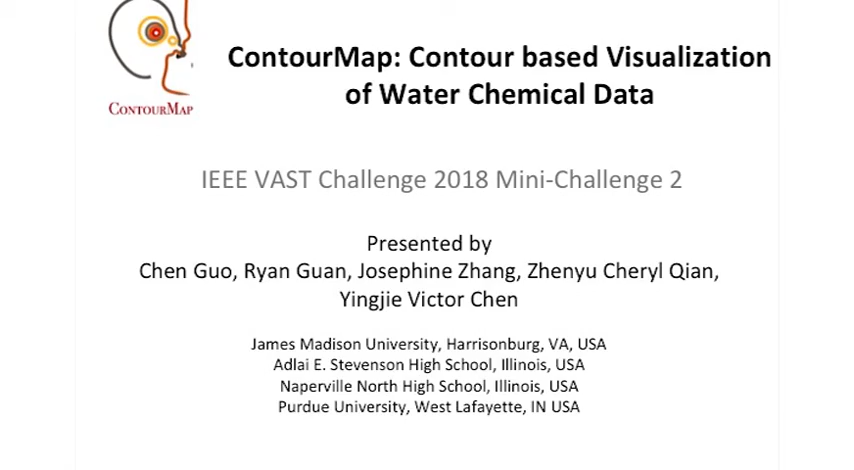 CONTOURMAP
ContourMap: Contour based Visualization
of Water Chemical Data
IEEE VAST Challenge 2018 Mini-Challenge 2
Presented by
Chen Guo, Ryan Guan, Josephine Zhang, Zhenyu Cheryl Qian,
Yingjie Victor Chen
James Madison University, Harrisonburg, VA, USA
Adlai E. Stevenson High School, Illinois, USA
Naperville North High School, Illinois, USA
Purdue University, West Lafayette, IN USA